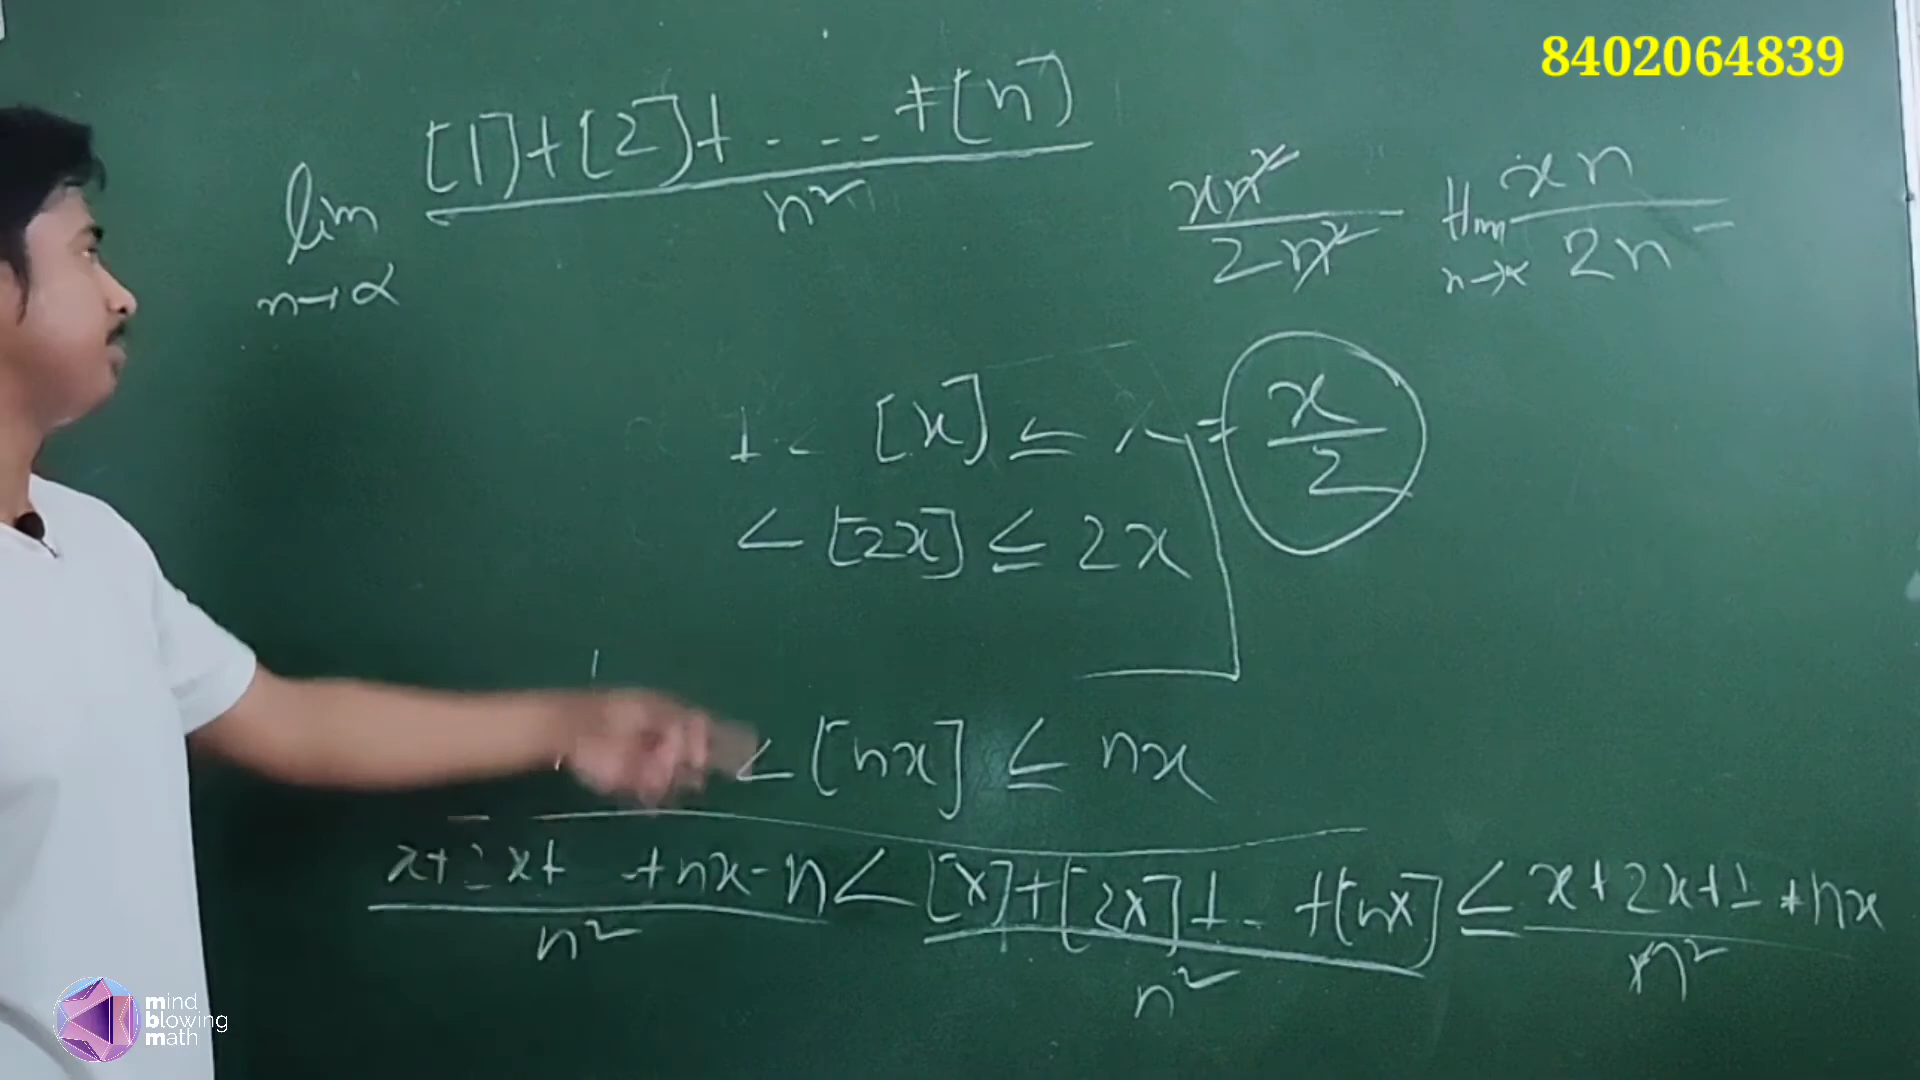 8402064839
lim n→∝ [1]+[2]+....+[n] / n²
xn² / 2n²
lim n→∝ xn / 2n
1 < [x] ≤
= x/2
< [2x] ≤ 2x
< [nx] ≤ nx
x+2x+ +nx-n / n² < [x]+[2x]+..+[nx] / n² ≤ x+2x+..+nx / n²
mind
blowing
math